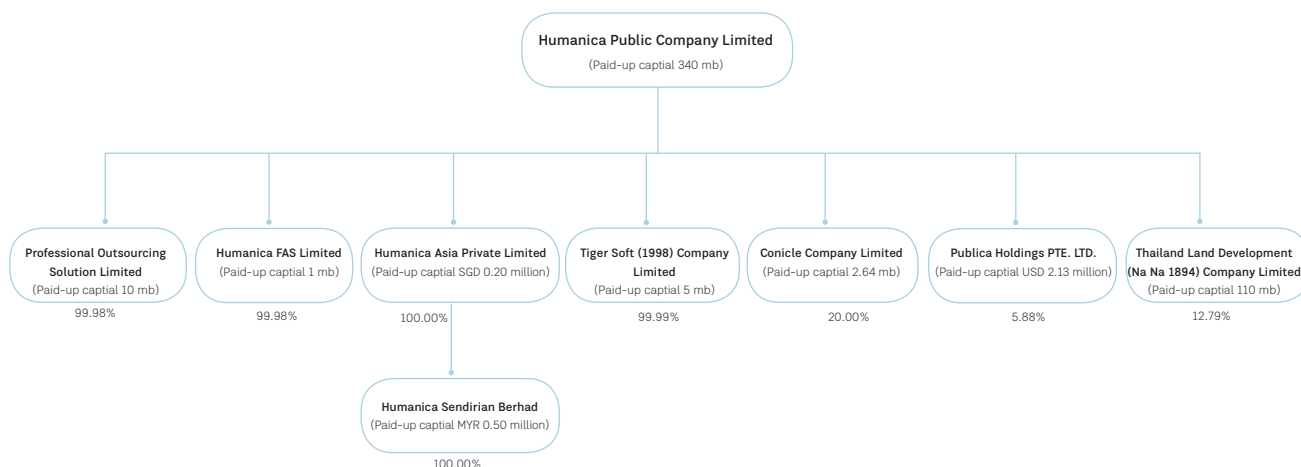 Humanica Public Company Limited
(Paid-up captial 340 mb)
Professional Outsourcing
Solution Limited
(Paid-up captial 10 mb)
99.98%
Humanica FAS Limited
(Paid-up captial 1 mb)
99.98%
Humanica Asia Private Limited
(Paid-up captial SGD 0.20 million)
100.00%
Tiger Soft (1998) Company
Limited
(Paid-up captial 5 mb)
99.99%
Conicle Company Limited
(Paid-up captial 2.64 mb)
20.00%
Publica Holdings PTE. LTD.
(Paid-up captial USD 2.13 million)
5.88%
Thailand Land Development
(Na Na 1894) Company Limited
(Paid-up captial 110 mb)
12.79%
Humanica Sendirian Berhad
(Paid-up captial MYR 0.50 million)
100.00%